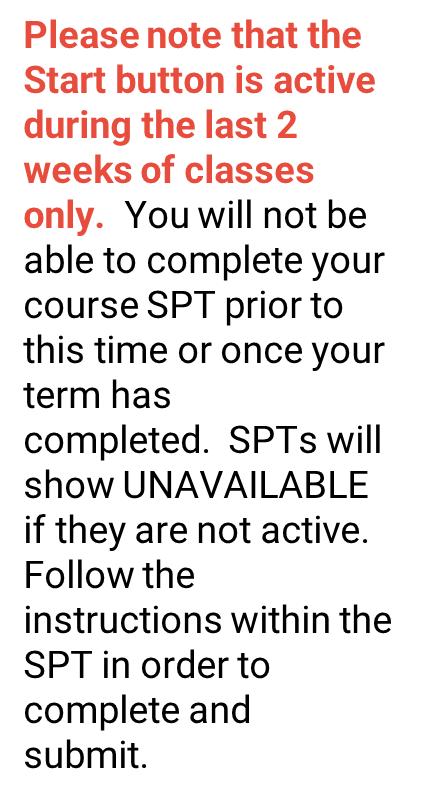 Please note that the
Start button is active
during the last 2
weeks of classes
only.  You will not be
able to complete your
course SPT prior to
this time or once your
term has
completed.  SPTs will
show UNAVAILABLE
if they are not active.
Follow the
instructions within the
SPT in order to
complete and
submit.